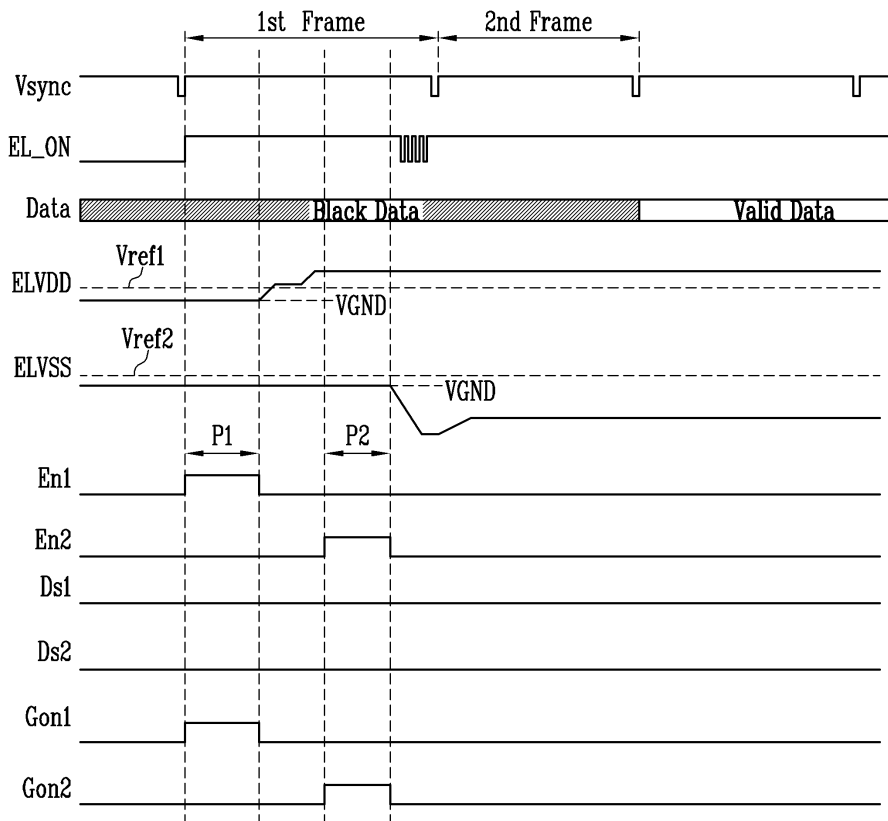 1st Frame
2nd Frame
Vsync
EL_ON
Data
Black Data
Valid Data
Vref1
ELVDD
VGND
Vref2
ELVSS
VGND
P1
P2
En1
En2
Ds1
Ds2
Gon1
Gon2